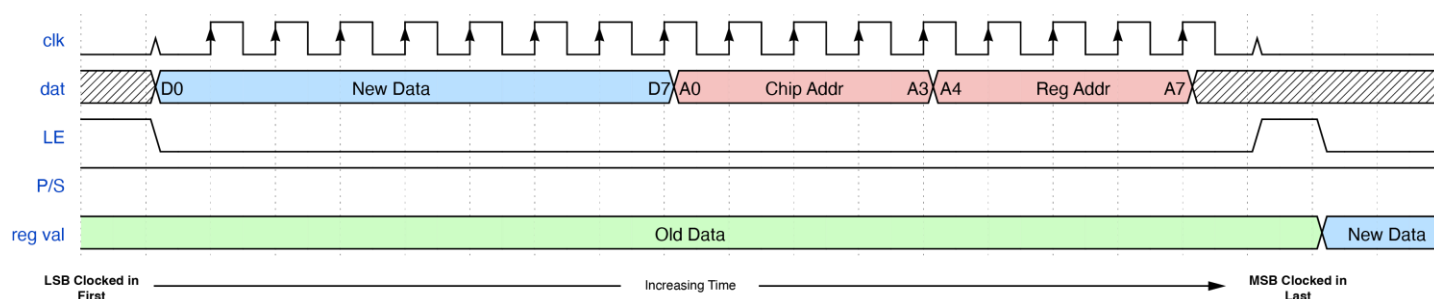 clk
dat D0 New Data D7 A0 Chip Addr A3 A4 Reg Addr A7
LE
P/S
reg val Old Data New Data
LSB Clocked in
First
Increasing Time
MSB Clocked in
Last